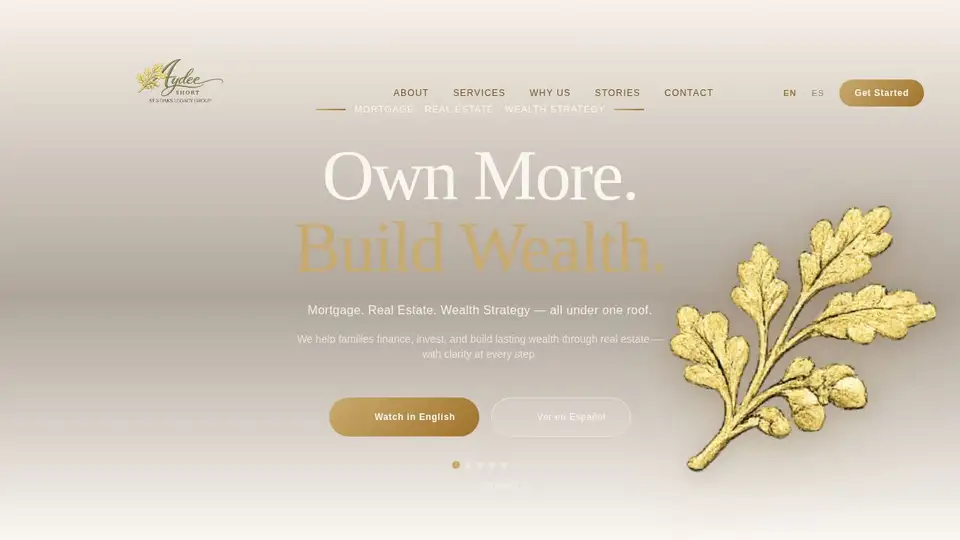 Aydee
SHORT
ABOUT SERVICES WHY US STORIES CONTACT
EN ES Get Started
MORTGAGE REAL ESTATE WEALTH STRATEGY
Own More.
Build Wealth.
Mortgage. Real Estate. Wealth Strategy — all under one roof.
We help families finance, invest, and build lasting wealth through real estate —
with clarity at every step
Watch in English
Ver en Español